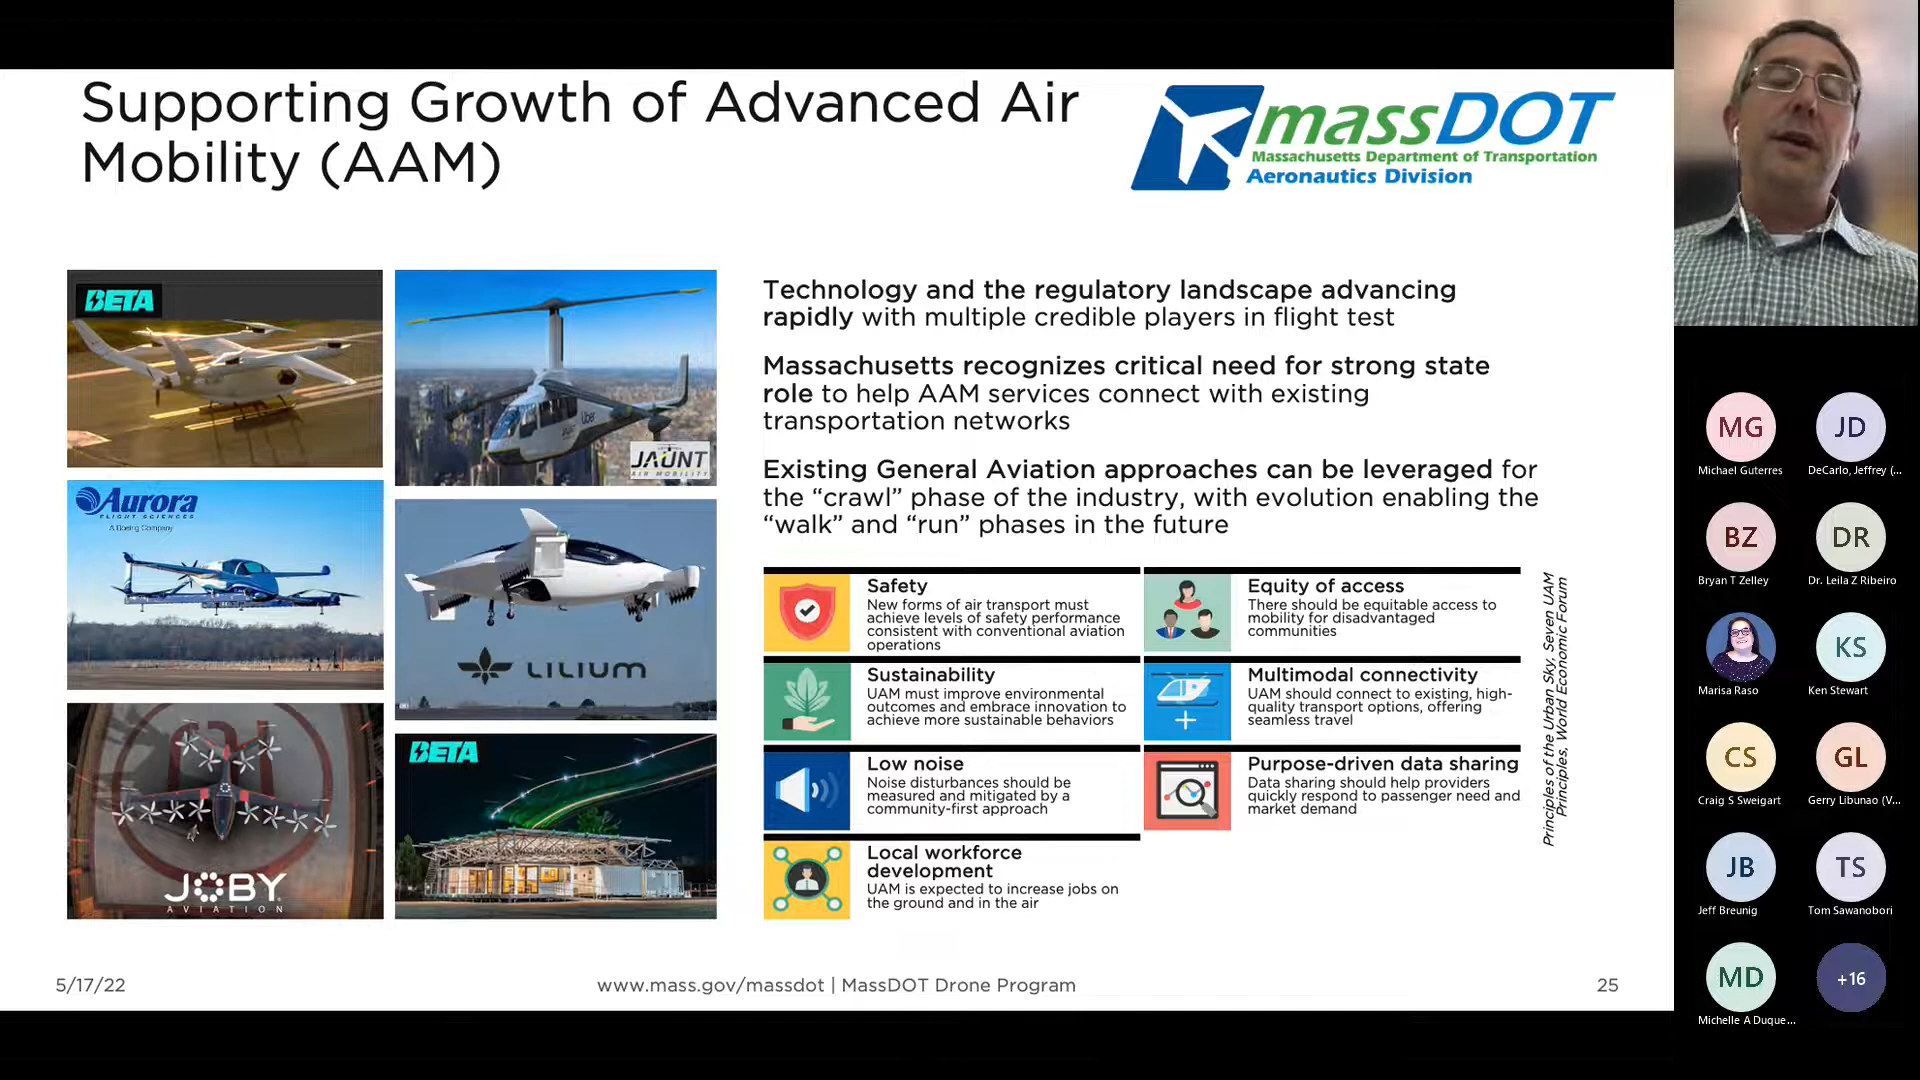 Supporting Growth of Advanced Air
Mobility (AAM)
massDOT
Massachusetts Department of Transportation
Aeronautics Division
BETA
Uber
JAUNT
AIR MOBILITY
Aurora
FLIGHT SCIENCES
A Boeing Company
LILIUM
JOBY
AVIATION
BETA
Technology and the regulatory landscape advancing
rapidly with multiple credible players in flight test
Massachusetts recognizes critical need for strong state
role to help AAM services connect with existing
transportation networks
Existing General Aviation approaches can be leveraged for
the “crawl” phase of the industry, with evolution enabling the
“walk” and “run” phases in the future
Safety
New forms of air transport must
achieve levels of safety performance
consistent with conventional aviation
operations
Equity of access
There should be equitable access to
mobility for disadvantaged
communities
Sustainability
UAM must improve environmental
outcomes and embrace innovation to
achieve more sustainable behaviors
Multimodal connectivity
UAM should connect to existing, high-
quality transport options, offering
seamless travel
Low noise
Noise disturbances should be
measured and mitigated by a
community-first approach
Purpose-driven data sharing
Data sharing should help providers
quickly respond to passenger need and
market demand
Local workforce
development
UAM is expected to increase jobs on
the ground and in the air
Principles of the Urban Sky, Seven UAM
Principles, World Economic Forum
5/17/22
www.mass.gov/massdot | MassDOT Drone Program
25
MG
Michael Guterres
JD
DeCarlo, Jeffrey (...
BZ
Bryan T Zelley
DR
Dr. Leila Z Ribeiro
Marisa Raso
KS
Ken Stewart
CS
Craig S Sweigart
GL
Gerry Libunao (V...
JB
Jeff Breunig
TS
Tom Sawanobori
MD
Michelle A Duque...
+16